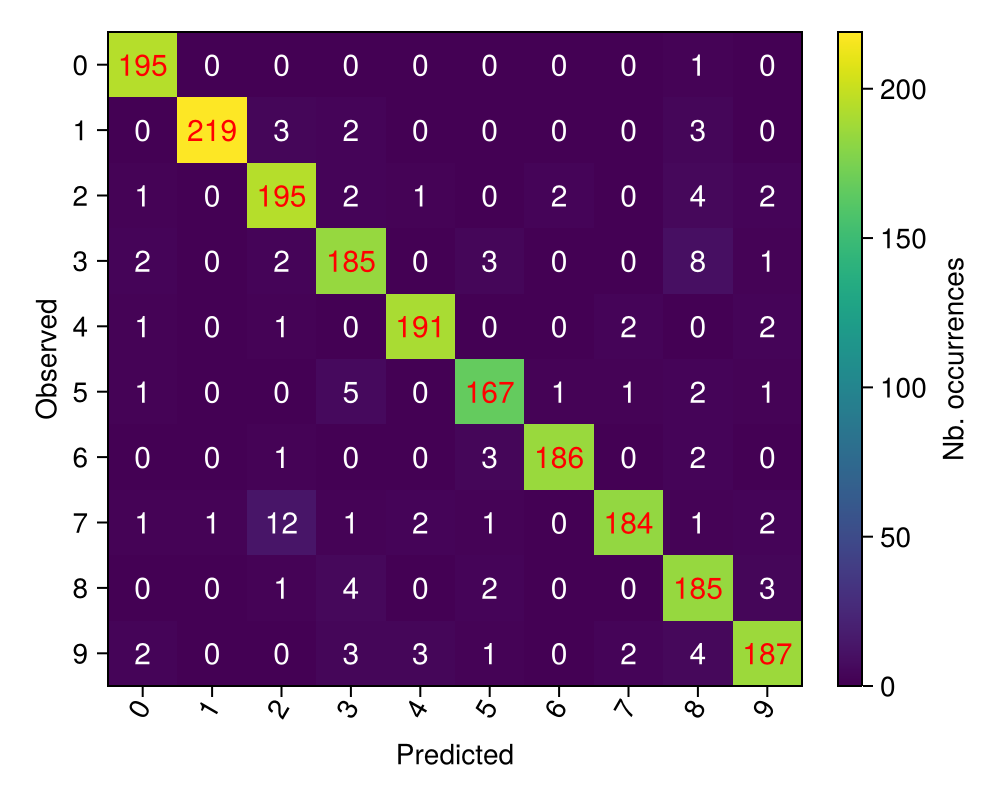 0 195 0 0 0 0 0 0 0 1 0
1 0 219 3 2 0 0 0 0 3 0
2 1 0 195 2 1 0 2 0 4 2
3 2 0 2 185 0 3 0 0 8 1
4 1 0 1 0 191 0 0 2 0 2
5 1 0 0 5 0 167 1 1 2 1
6 0 0 1 0 0 3 186 0 2 0
7 1 1 12 1 2 1 0 184 1 2
8 0 0 1 4 0 2 0 0 185 3
9 2 0 0 3 3 1 0 2 4 187
0 1 2 3 4 5 6 7 8 9
Predicted
Observed
200
150
100
50
0
Nb. occurrences